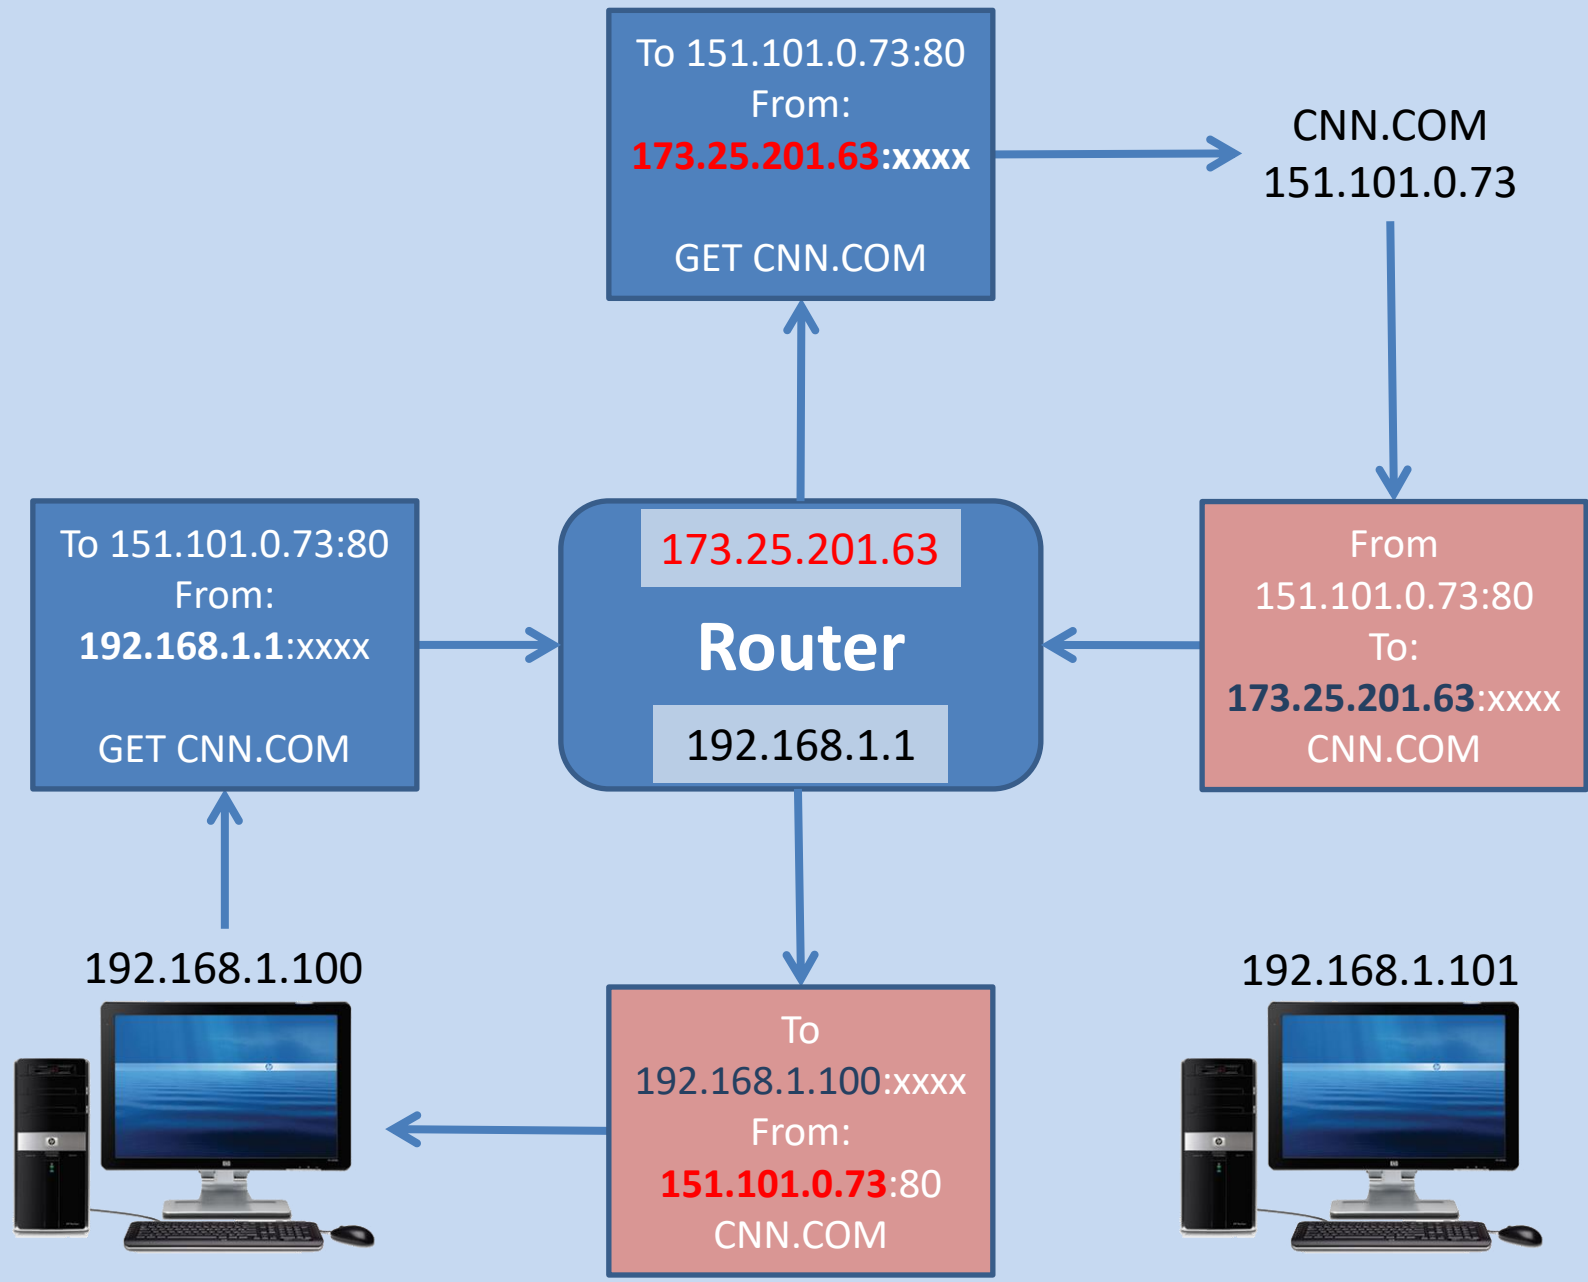 To 151.101.0.73:80
From:
173.25.201.63:xxxx
GET CNN.COM
CNN.COM
151.101.0.73
To 151.101.0.73:80
From:
192.168.1.1:xxxx
GET CNN.COM
173.25.201.63
Router
192.168.1.1
From
151.101.0.73:80
To:
173.25.201.63:xxxx
CNN.COM
192.168.1.100
To
192.168.1.100:xxxx
From:
151.101.0.73:80
CNN.COM
192.168.1.101